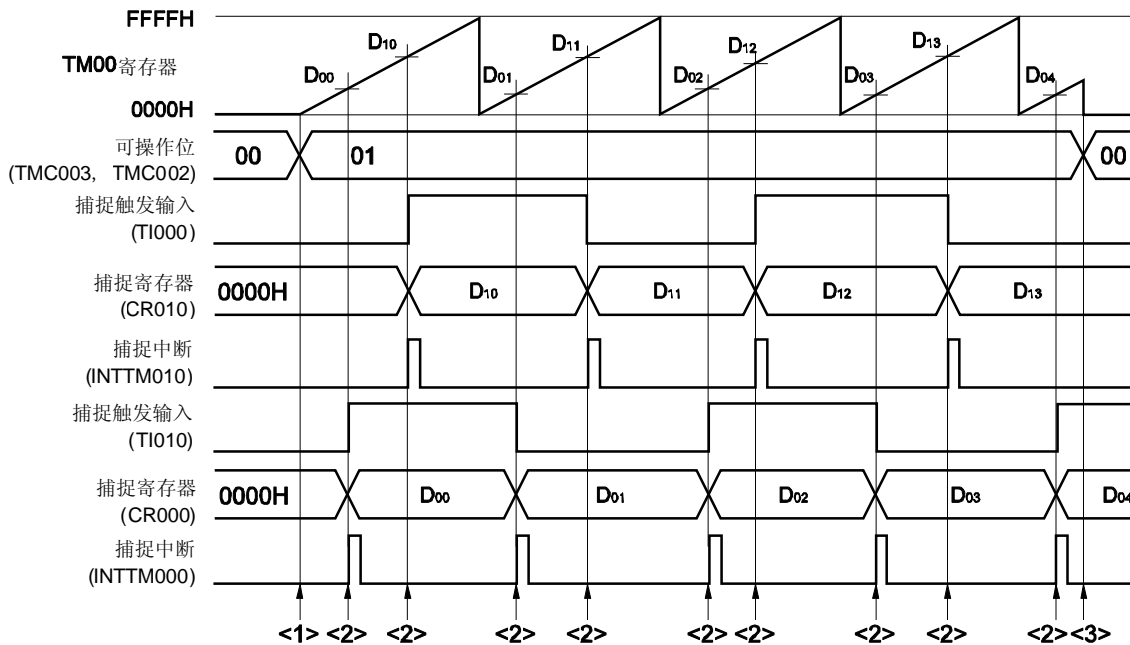 FFFFH
D10 D11 D12 D13
TM00寄存器
D00 D01 D02 D03 D04
0000H
可操作位
(TMC003, TMC002)
00 01 00
捕捉触发输入
(TI000)
捕捉寄存器
(CR010)
0000H D10 D11 D12 D13
捕捉中断
(INTTM010)
捕捉触发输入
(TI010)
捕捉寄存器
(CR000)
0000H D00 D01 D02 D03 D04
捕捉中断
(INTTM000)
<1> <2> <2> <2> <2> <2> <2> <2> <2> <2> <3>